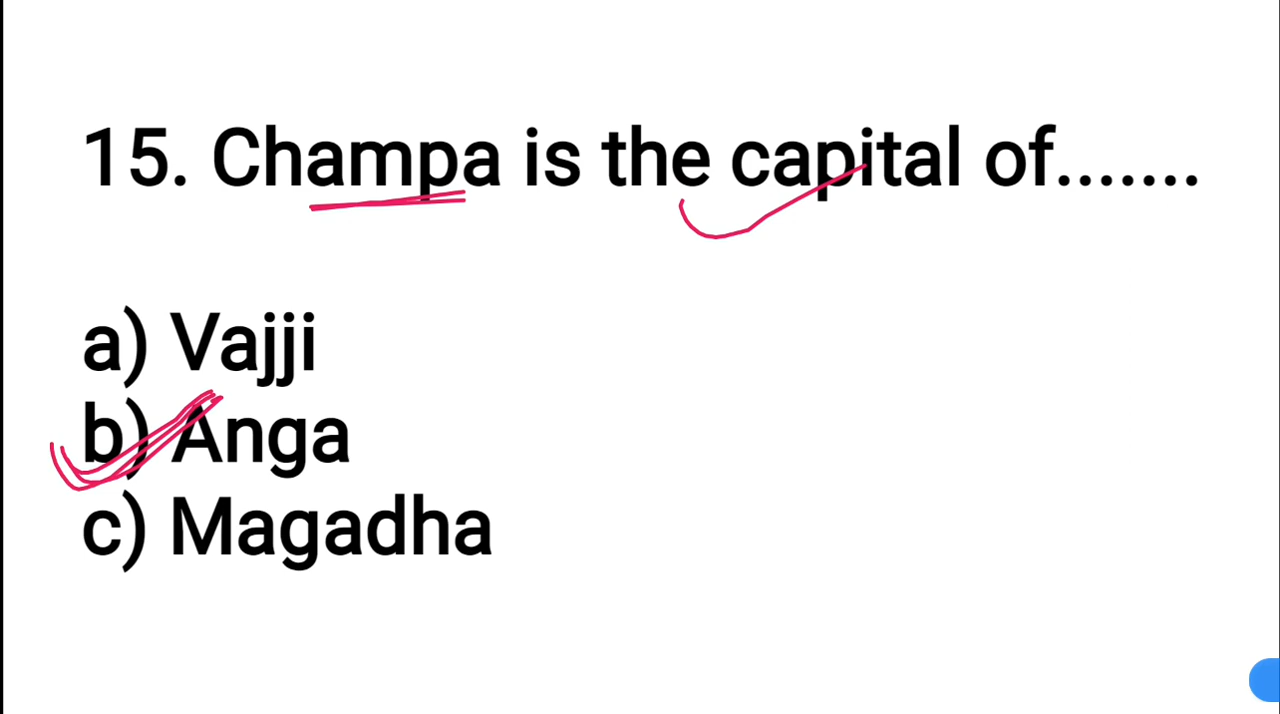 15. Champa is the capital of.......
a) Vajji
b) Anga
c) Magadha